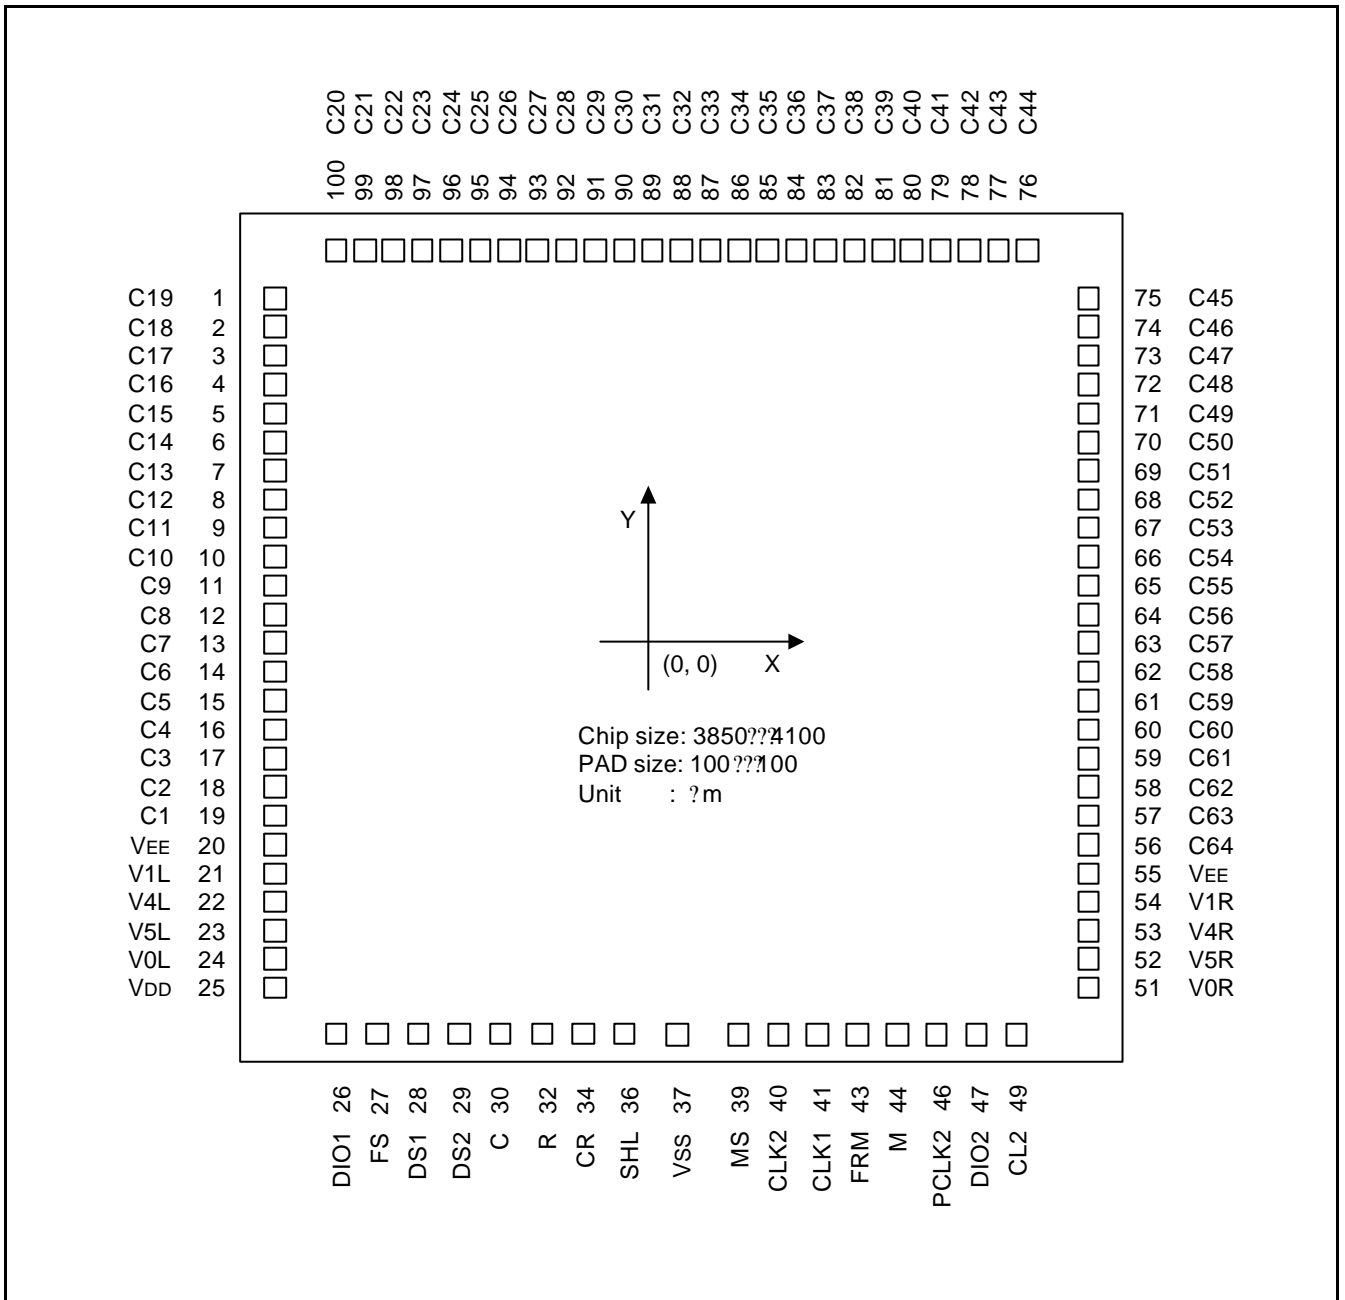 C20 C21 C22 C23 C24 C25 C26 C27 C28 C29 C30 C31 C32 C33 C34 C35 C36 C37 C38 C39 C40 C41 C42 C43 C44
100 99 98 97 96 95 94 93 92 91 90 89 88 87 86 85 84 83 82 81 80 79 78 77 76
C19 1 75 C45
C18 2 74 C46
C17 3 73 C47
C16 4 72 C48
C15 5 71 C49
C14 6 70 C50
C13 7 69 C51
C12 8 68 C52
C11 9 67 C53
C10 10 66 C54
C9 11 65 C55
C8 12 64 C56
C7 13 63 C57
C6 14 62 C58
C5 15 61 C59
C4 16 60 C60
C3 17 59 C61
C2 18 58 C62
C1 19 57 C63
VEE 20 56 C64
V1L 21 55 VEE
V4L 22 54 V1R
V5L 23 53 V4R
V0L 24 52 V5R
VDD 25 51 V0R
Y
(0, 0) X
Chip size: 3850???4100
PAD size: 100???100
Unit : ?m
26 27 28 29 30 32 34 36 37 39 40 41 43 44 46 47 49
DIO1 FS DS1 DS2 C R CR SHL VSS MS CLK2 CLK1 FRM M PCLK2 DIO2 CL2